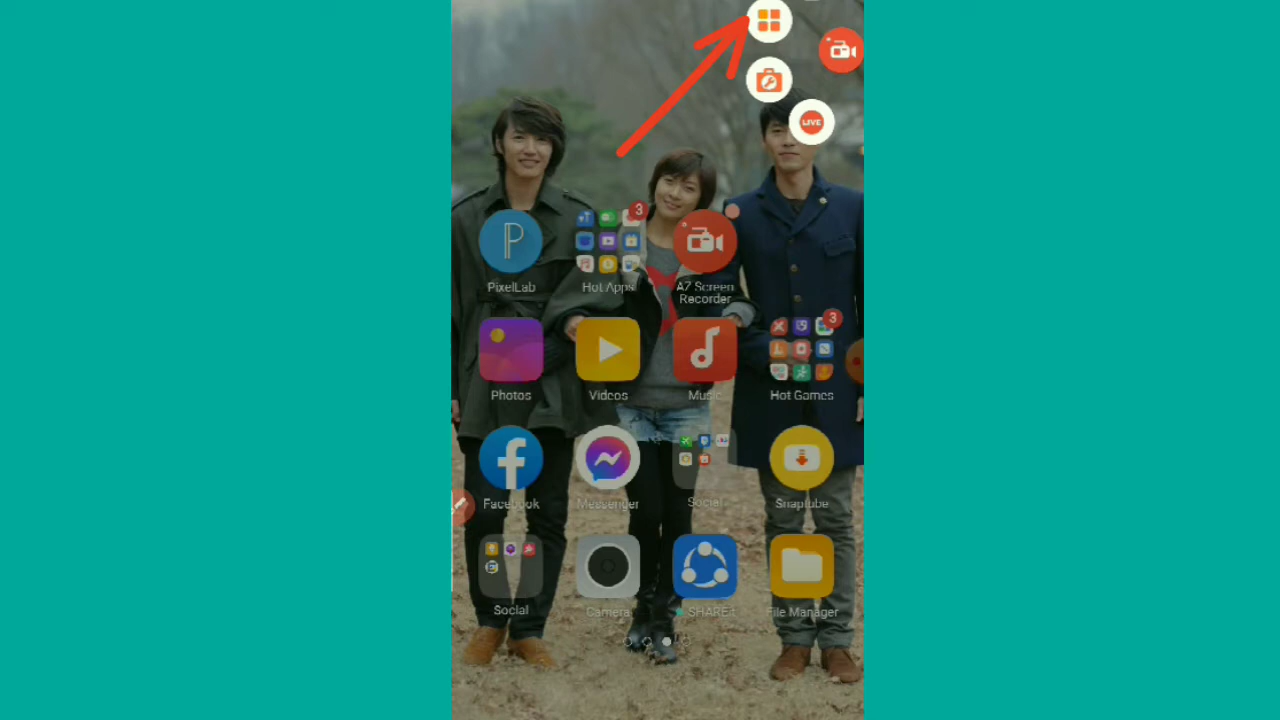 LIVE
3
PixelLab
Hot Apps
AZ Screen
Recorder
3
Photos
Videos
Music
Hot Games
Facebook
Messenger
Social
Snaptube
Social
Camera
SHAREit
File Manager